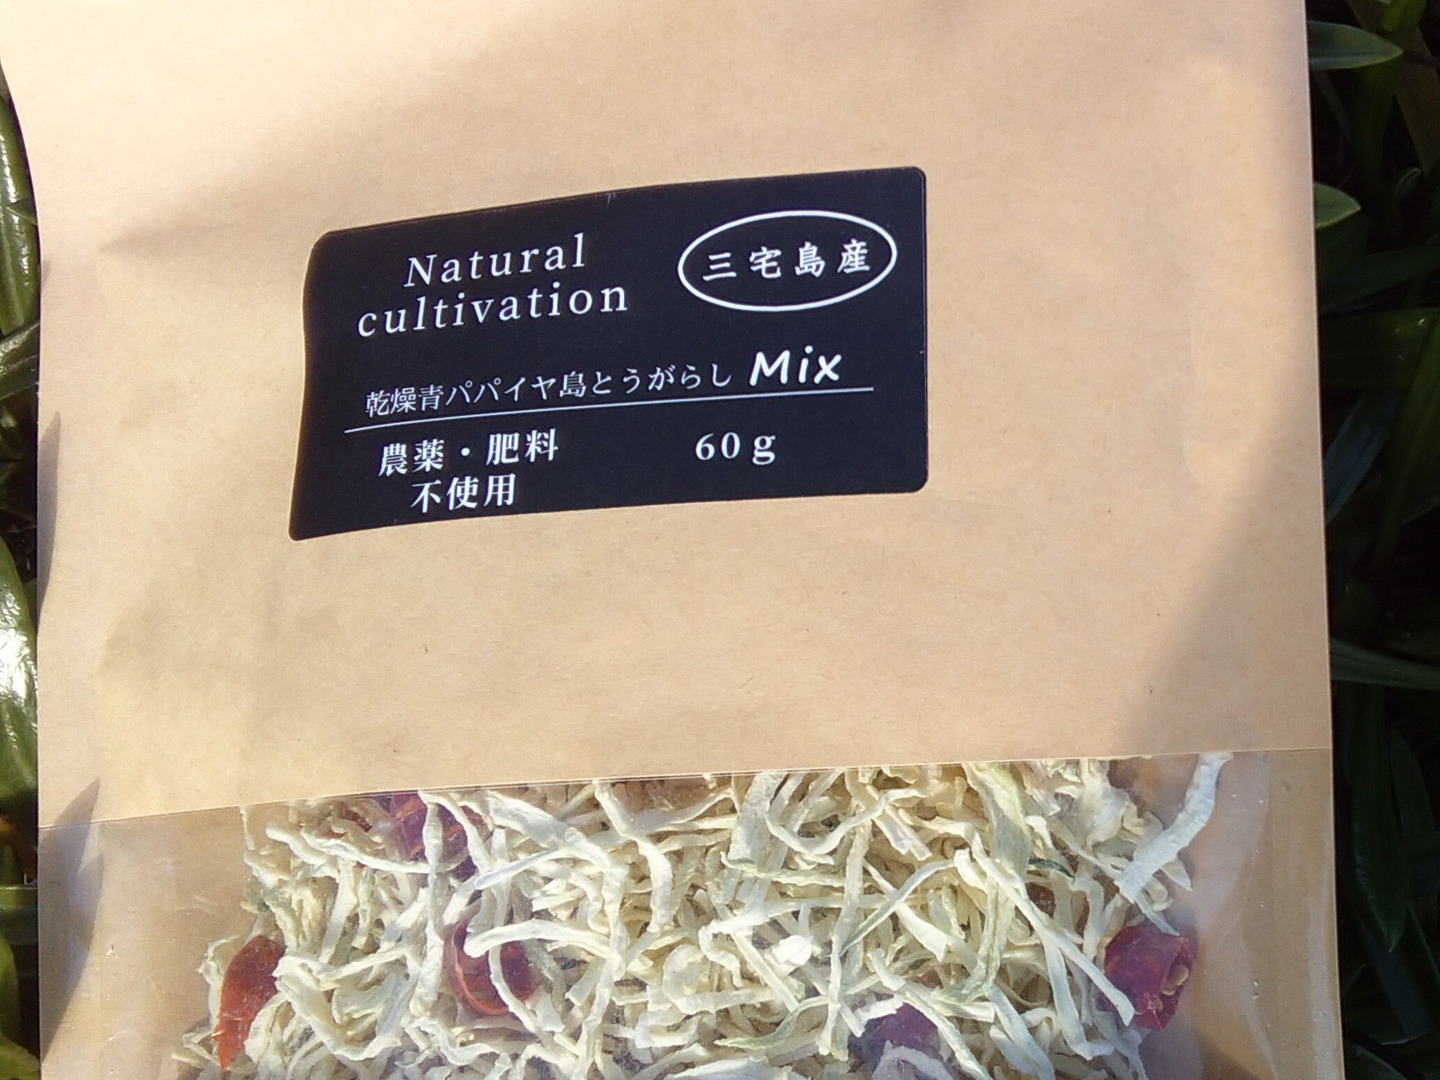 Natural
cultivation
三宅島産
乾燥青パパイヤ島とうがらし Mix
農薬・肥料
不使用
60g